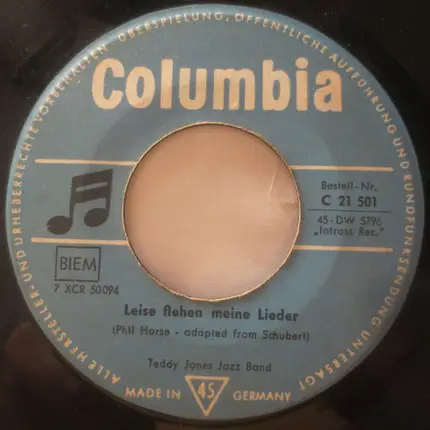 ALLE HERSTELLER- UND URHEBERRECHTE VORBEHALTEN ÜBERSPIELUNG, ÖFFENTLICHE AUFFÜHRUNG UND RUNDFUNKSENDUNG UNTERSAGT
Columbia
Bestell-Nr.
C 21 501
45-DW 5796
„Intross Rec."
BIEM
7 XCR 50094
Leise flehen meine Lieder
(Phil Horse - adapted from Schubert)
Teddy Jones Jazz Band
MADE IN 45 GERMANY